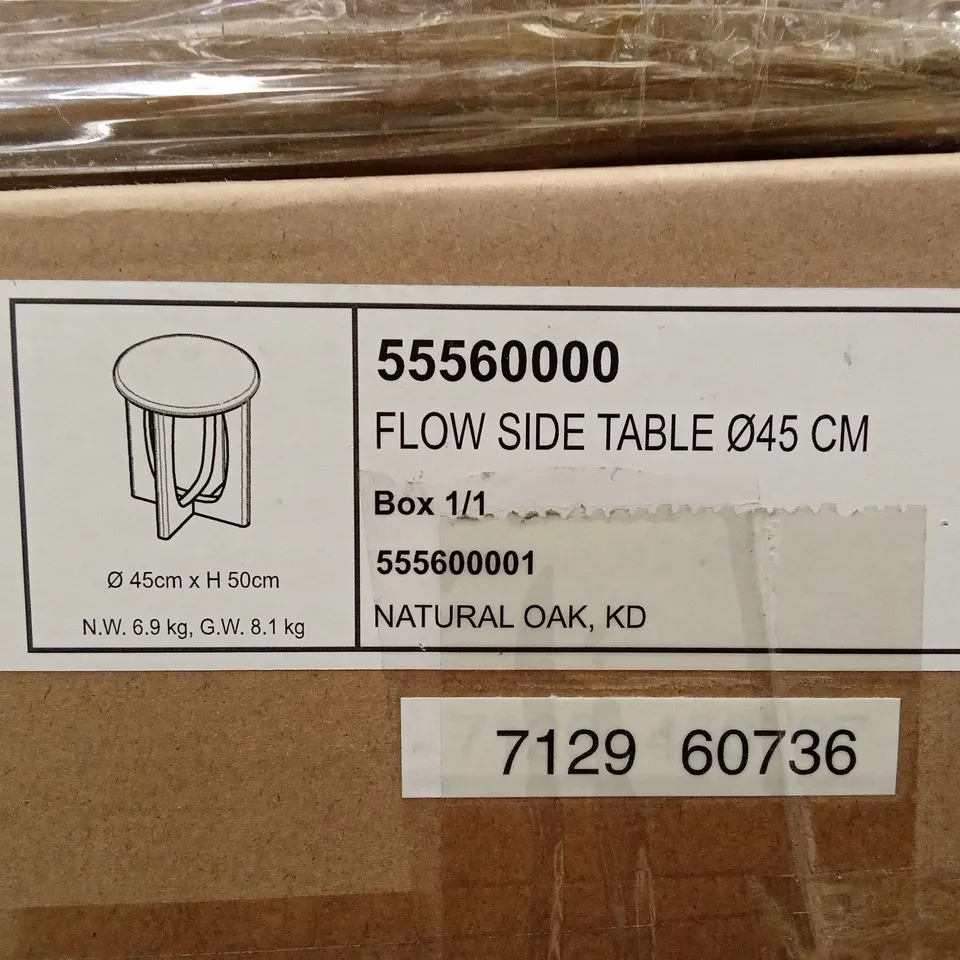 55560000
FLOW SIDE TABLE Ø45 CM
Box 1/1
555600001
NATURAL OAK, KD
Ø 45cm x H 50cm
N.W. 6.9 kg, G.W. 8.1 kg
7129 60736